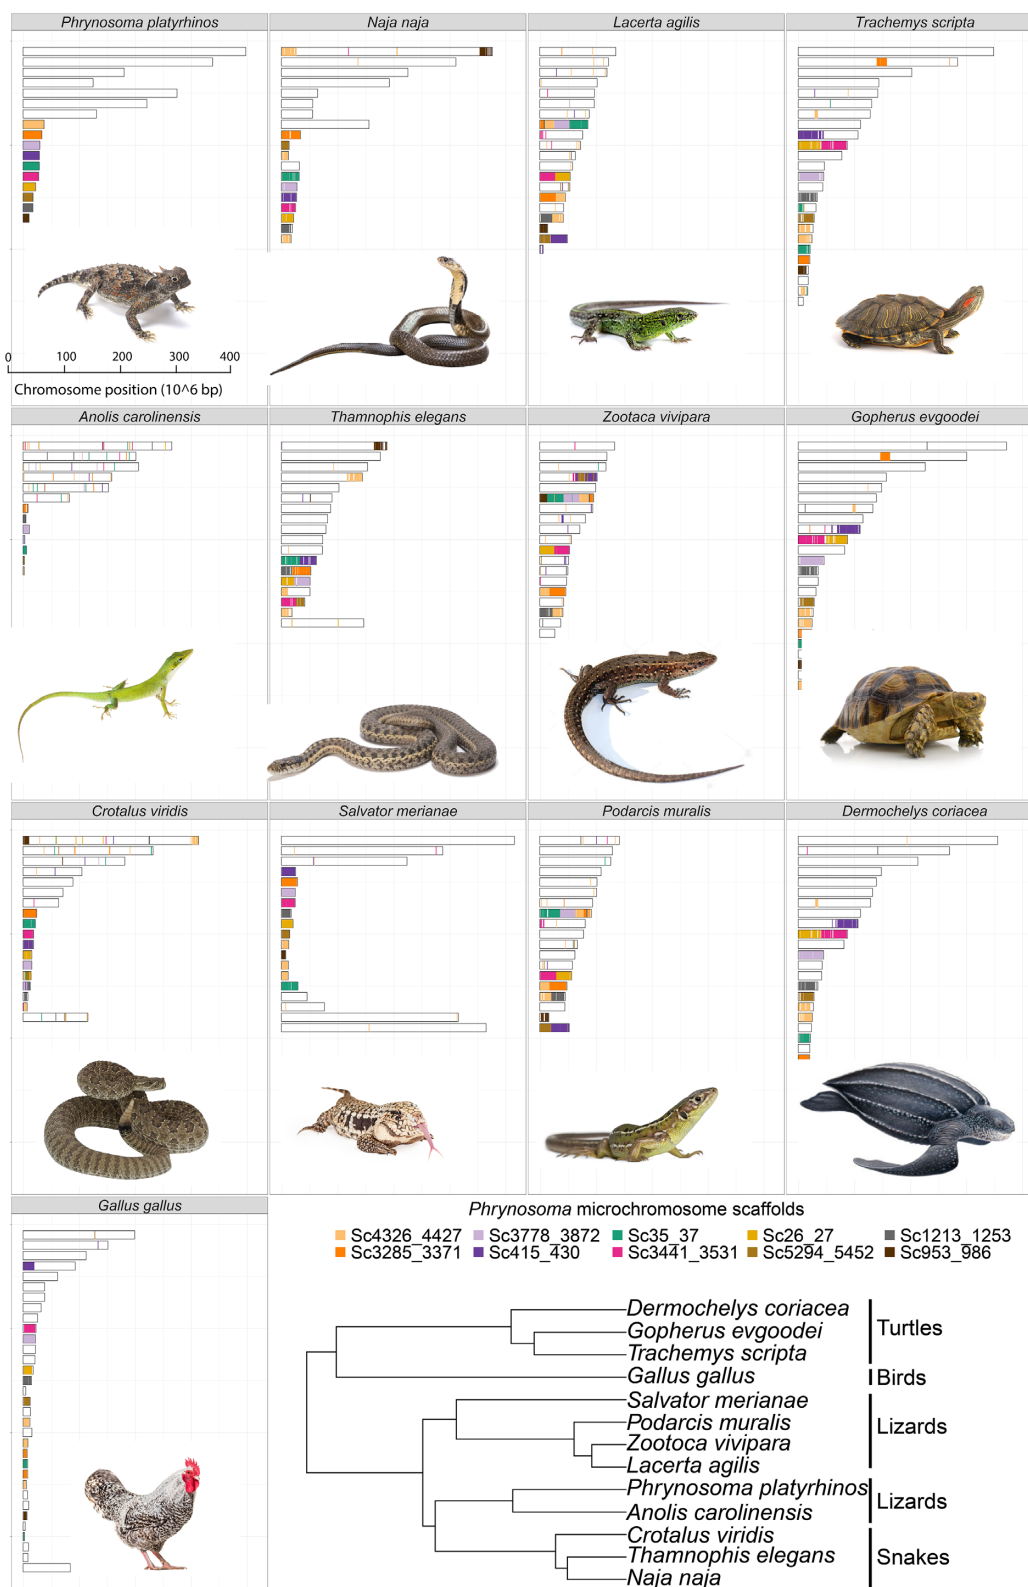 Phrynosoma platyrhinos
Naja naja
Lacerta agilis
Trachemys scripta
0 100 200 300 400
Chromosome position (10^6 bp)
Anolis carolinensis
Thamnophis elegans
Zootaca vivipara
Gopherus evgoodei
Crotalus viridis
Salvator merianae
Podarcis muralis
Dermochelys coriacea
Gallus gallus
Phrynosoma microchromosome scaffolds
Sc4326_4427 Sc3778_3872 Sc35_37 Sc26_27 Sc1213_1253
Sc3285_3371 Sc415_430 Sc3441_3531 Sc5294_5452 Sc953_986
Dermochelys coriacea
Gopherus evgoodei
Trachemys scripta
Turtles
Gallus gallus
Birds
Salvator merianae
Podarcis muralis
Zootoca vivipara
Lacerta agilis
Lizards
Phrynosoma platyrhinos
Anolis carolinensis
Lizards
Crotalus viridis
Thamnophis elegans
Naja naja
Snakes